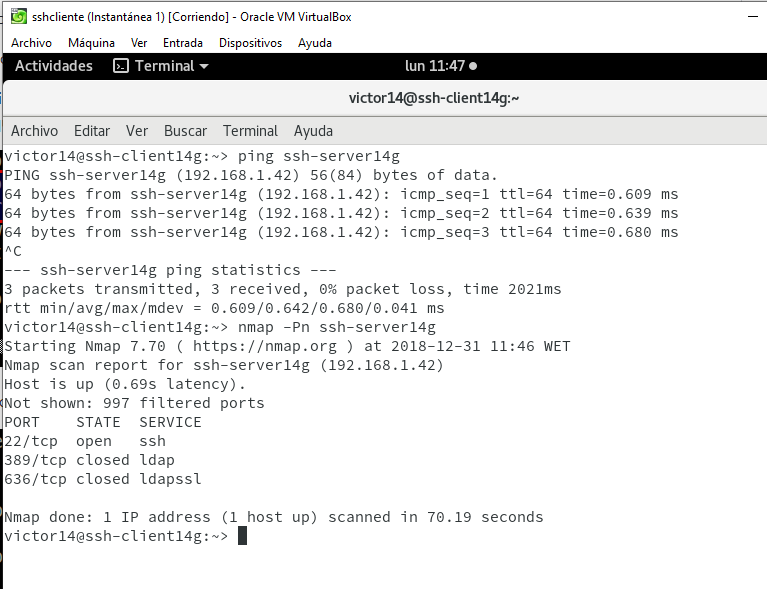 sshcliente (Instantánea 1) [Corriendo] - Oracle VM VirtualBox
Archivo Máquina Ver Entrada Dispositivos Ayuda
Actividades Terminal lun 11:47
victor14@ssh-client14g:~
Archivo Editar Ver Buscar Terminal Ayuda
victor14@ssh-client14g:~> ping ssh-server14g
PING ssh-server14g (192.168.1.42) 56(84) bytes of data.
64 bytes from ssh-server14g (192.168.1.42): icmp_seq=1 ttl=64 time=0.609 ms
64 bytes from ssh-server14g (192.168.1.42): icmp_seq=2 ttl=64 time=0.639 ms
64 bytes from ssh-server14g (192.168.1.42): icmp_seq=3 ttl=64 time=0.680 ms
^C
--- ssh-server14g ping statistics ---
3 packets transmitted, 3 received, 0% packet loss, time 2021ms
rtt min/avg/max/mdev = 0.609/0.642/0.680/0.041 ms
victor14@ssh-client14g:~> nmap -Pn ssh-server14g
Starting Nmap 7.70 ( https://nmap.org ) at 2018-12-31 11:46 WET
Nmap scan report for ssh-server14g (192.168.1.42)
Host is up (0.69s latency).
Not shown: 997 filtered ports
PORT    STATE  SERVICE
22/tcp  open   ssh
389/tcp closed ldap
636/tcp closed ldapssl
Nmap done: 1 IP address (1 host up) scanned in 70.19 seconds
victor14@ssh-client14g:~>